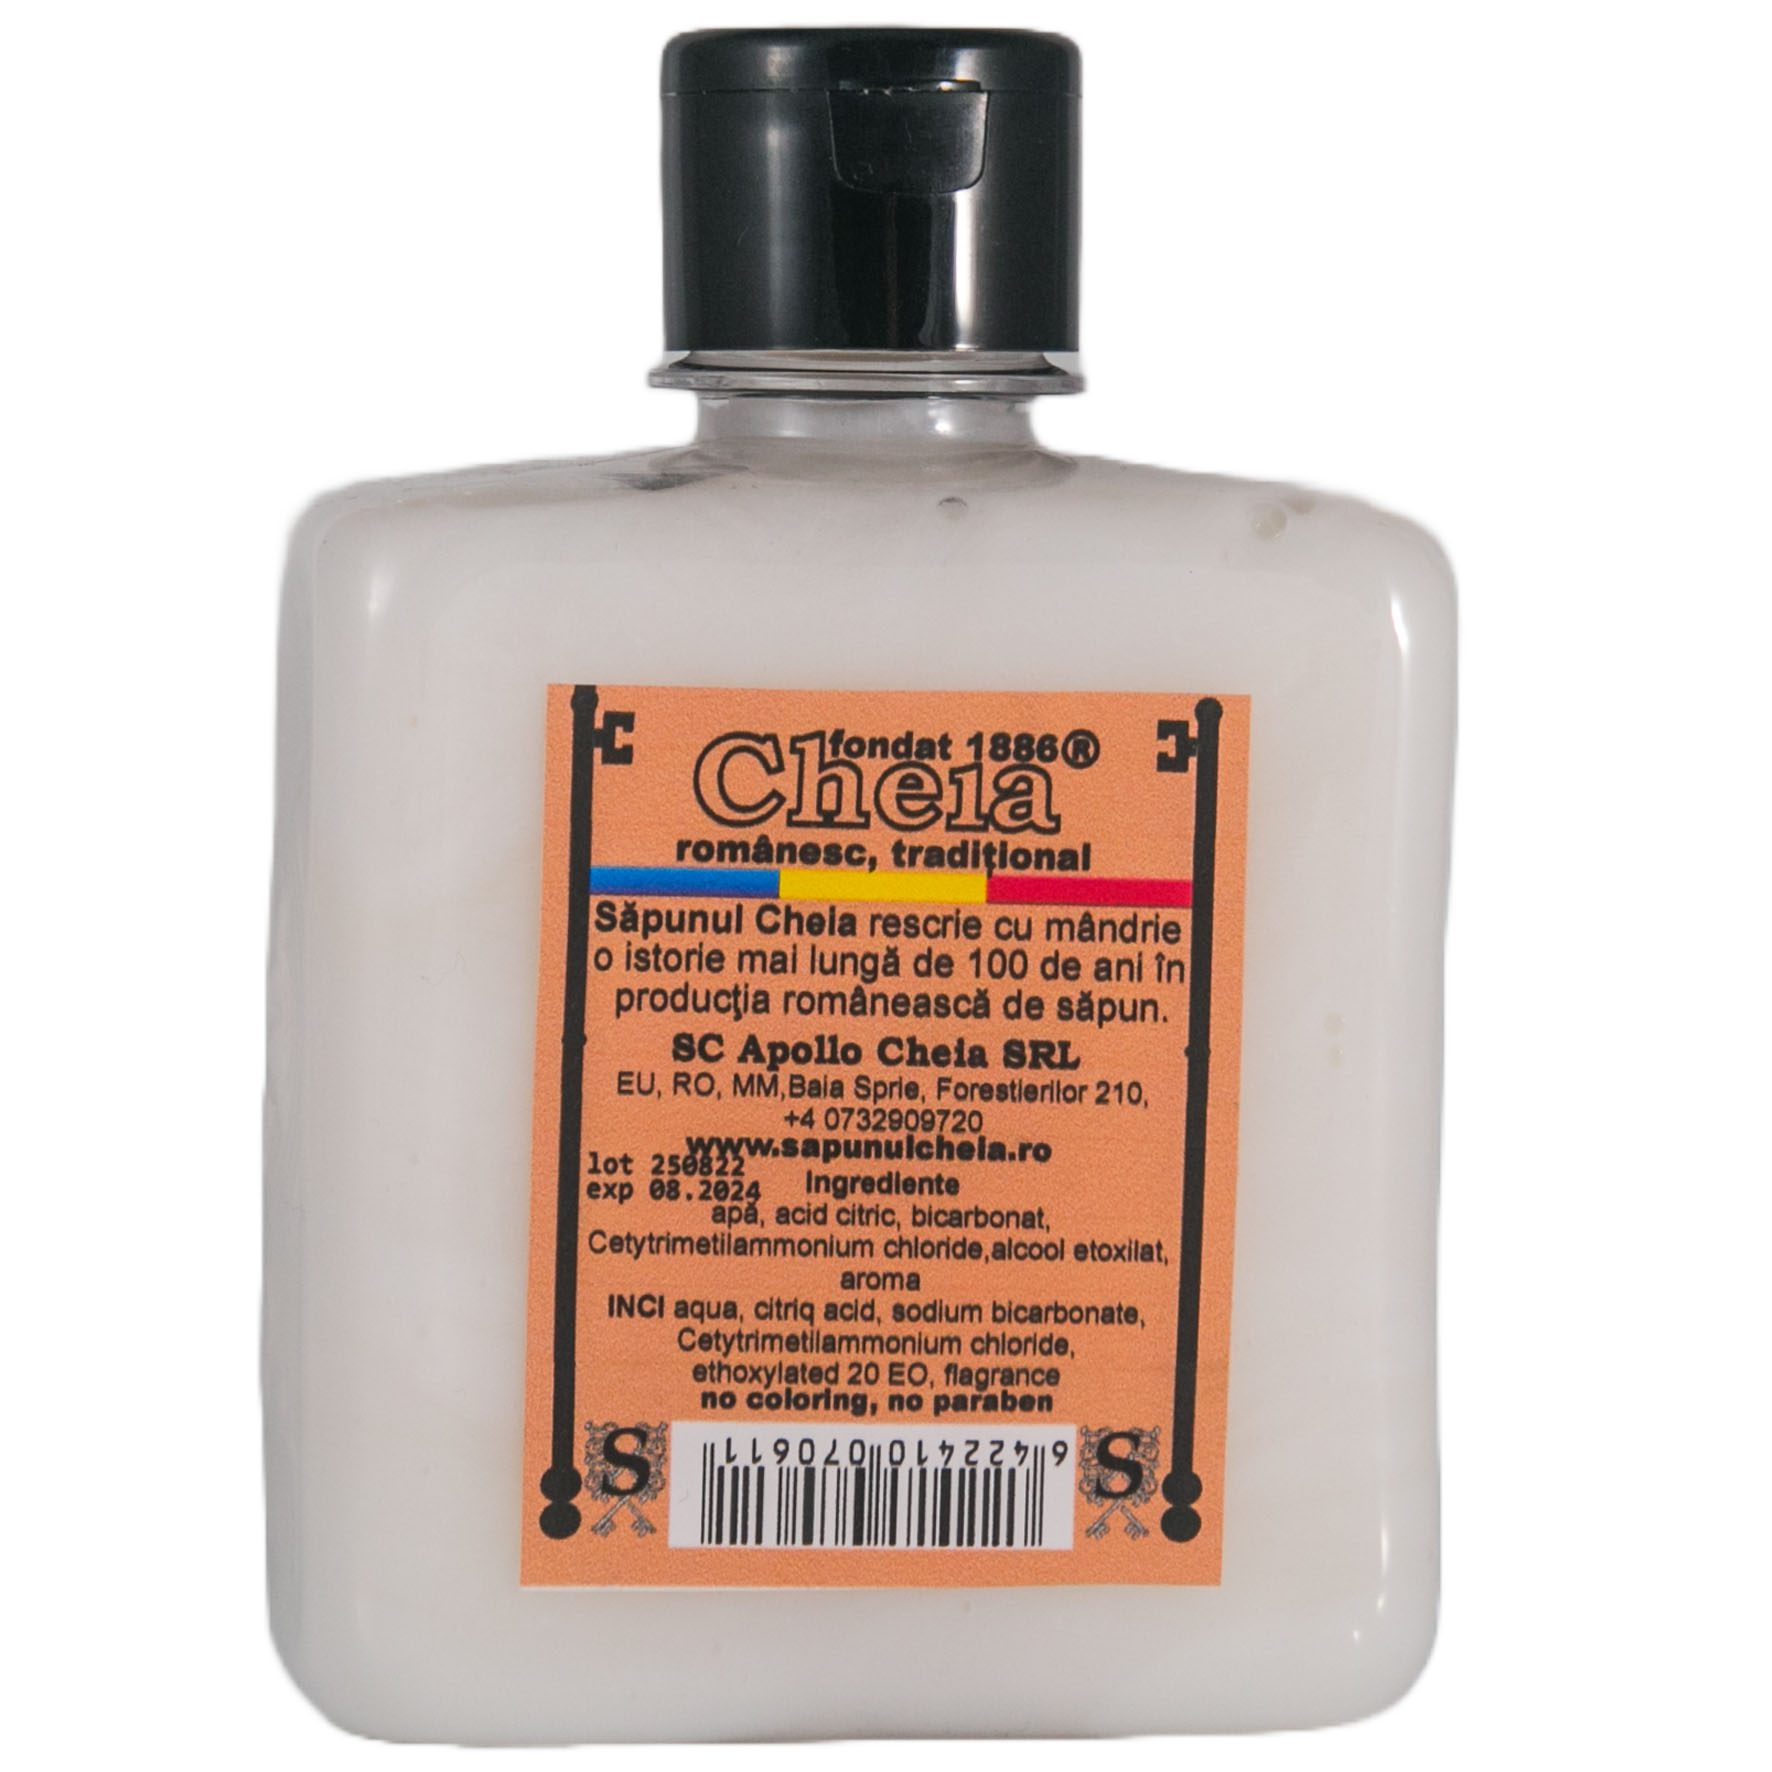 fondat 1886®
Cheia
românesc, tradițional
Săpunul Cheia rescrie cu mândrie
o istorie mai lungă de 100 de ani în
producţia românească de săpun.
SC Apollo Cheia SRL
EU, RO, MM,Baia Sprie, Forestierilor 210,
+4 0732909720
www.sapunulcheia.ro
lot 250822
exp 08.2024
Ingrediente
apă, acid citric, bicarbonat,
Cetytrimetilammonium chloride,alcool etoxilat,
aroma
INCI aqua, citriq acid, sodium bicarbonate,
Cetytrimetilammonium chloride,
ethoxylated 20 EO, flagrance
no coloring, no paraben
S
6422410070611
S